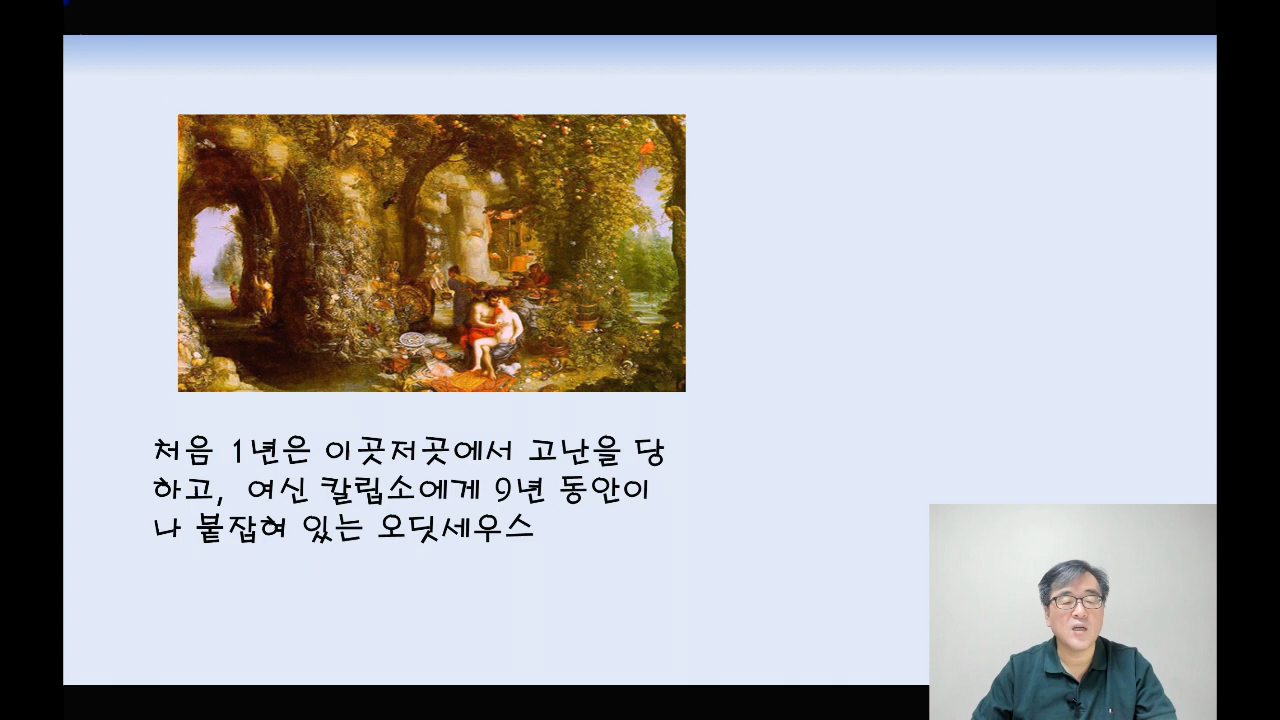 처음 1년은 이곳저곳에서 고난을 당
하고, 여신 칼립소에게 9년 동안이
나 붙잡혀 있는 오딧세우스